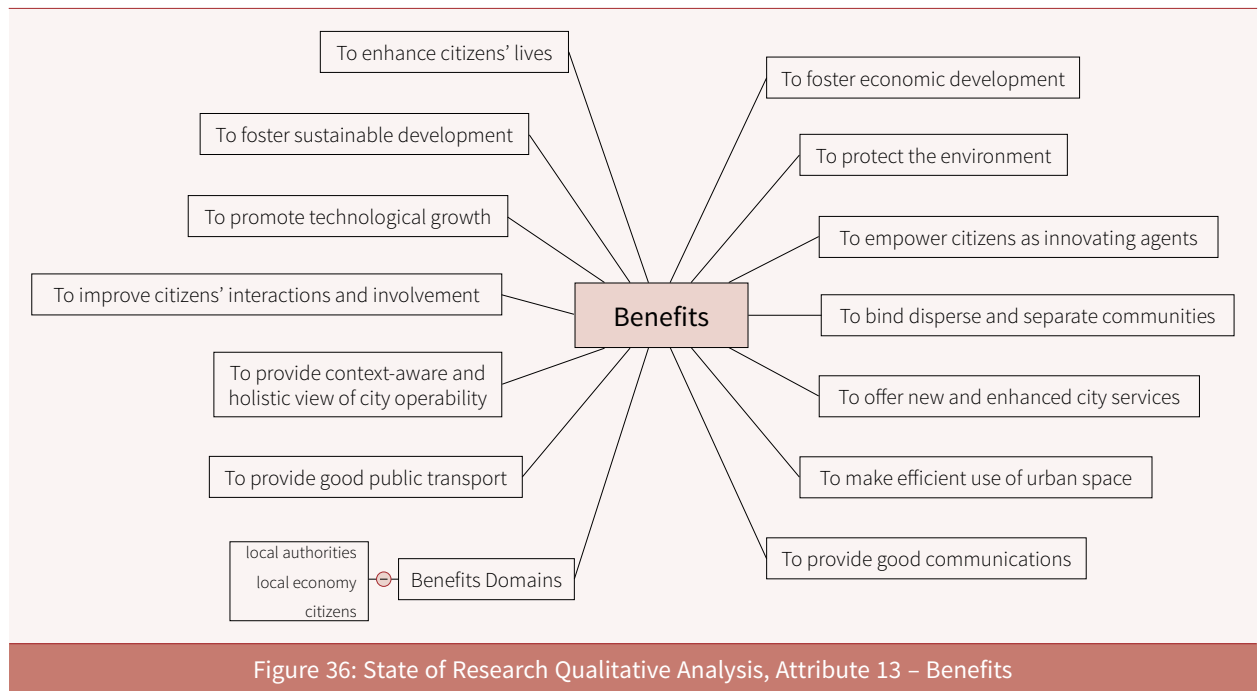 To enhance citizens’ lives
To foster sustainable development
To promote technological growth
To improve citizens’ interactions and involvement
To provide context-aware and
holistic view of city operability
To provide good public transport
local authorities
local economy
citizens
Benefits Domains
Benefits
To foster economic development
To protect the environment
To empower citizens as innovating agents
To bind disperse and separate communities
To offer new and enhanced city services
To make efficient use of urban space
To provide good communications
Figure 36: State of Research Qualitative Analysis, Attribute 13 – Benefits